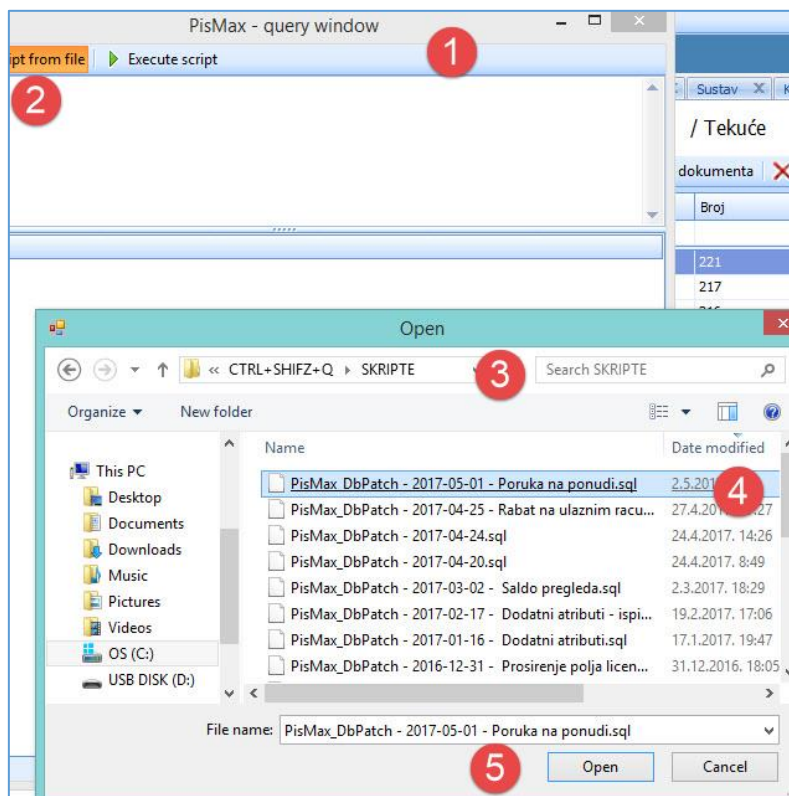 PisMax - query window
ipt from file Execute script 1
2
Sustav X K
/ Tekuće
dokumenta
Broj
221
217
Open
« CTRL+SHIFZ+Q SKRIPTE 3 Search SKRIPTE
Organize New folder
Name Date modified
This PC
Desktop
Documents
Downloads
Music
Pictures
Videos
OS (C:)
USB DISK (D:)
PisMax_DbPatch - 2017-05-01 - Poruka na ponudi.sql 2.5.201 4
PisMax_DbPatch - 2017-04-25 - Rabat na ulaznim racu... 27.4.201 27
PisMax_DbPatch - 2017-04-24.sql 24.4.2017. 14:26
PisMax_DbPatch - 2017-04-20.sql 24.4.2017. 8:49
PisMax_DbPatch - 2017-03-02 - Saldo pregleda.sql 2.3.2017. 18:29
PisMax_DbPatch - 2017-02-17 - Dodatni atributi - ispi... 19.2.2017. 17:06
PisMax_DbPatch - 2017-01-16 - Dodatni atributi.sql 17.1.2017. 19:47
PisMax_DbPatch - 2016-12-31 - Prosirenje polja licen... 31.12.2016. 18:05
File name: PisMax_DbPatch - 2017-05-01 - Poruka na ponudi.sql
5 Open Cancel